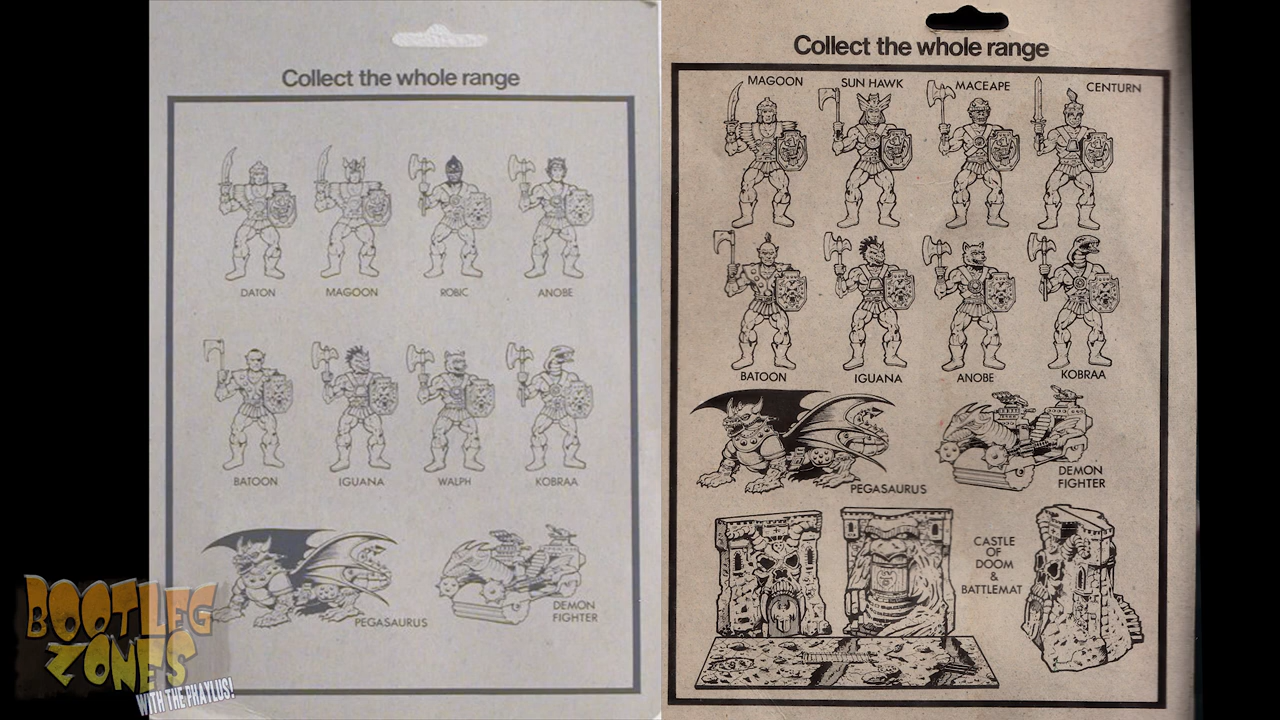 Collect the whole range
DATON MAGOON ROBIC ANOBE
BATOON IGUANA WALPH KOBRAA
PEGASAURUS
DEMON
FIGHTER
Collect the whole range
MAGOON SUN HAWK MACEAPE CENTURN
BATOON IGUANA ANOBE KOBRAA
PEGASAURUS
DEMON
FIGHTER
CASTLE
OF
DOOM
&
BATTLEMAT
BOOTLEG
ZONES
WITH THE PHAYLUS!